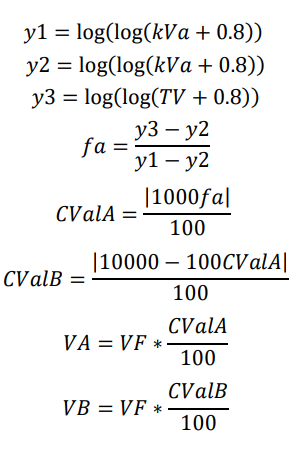 y1 = log(log(kVa + 0.8))
y2 = log(log(kVa + 0.8))
y3 = log(log(TV + 0.8))
fa = (y3 − y2) / (y1 − y2)
CValA = |1000fa| / 100
CValB = |10000 − 100CValA| / 100
VA = VF * CValA / 100
VB = VF * CValB / 100